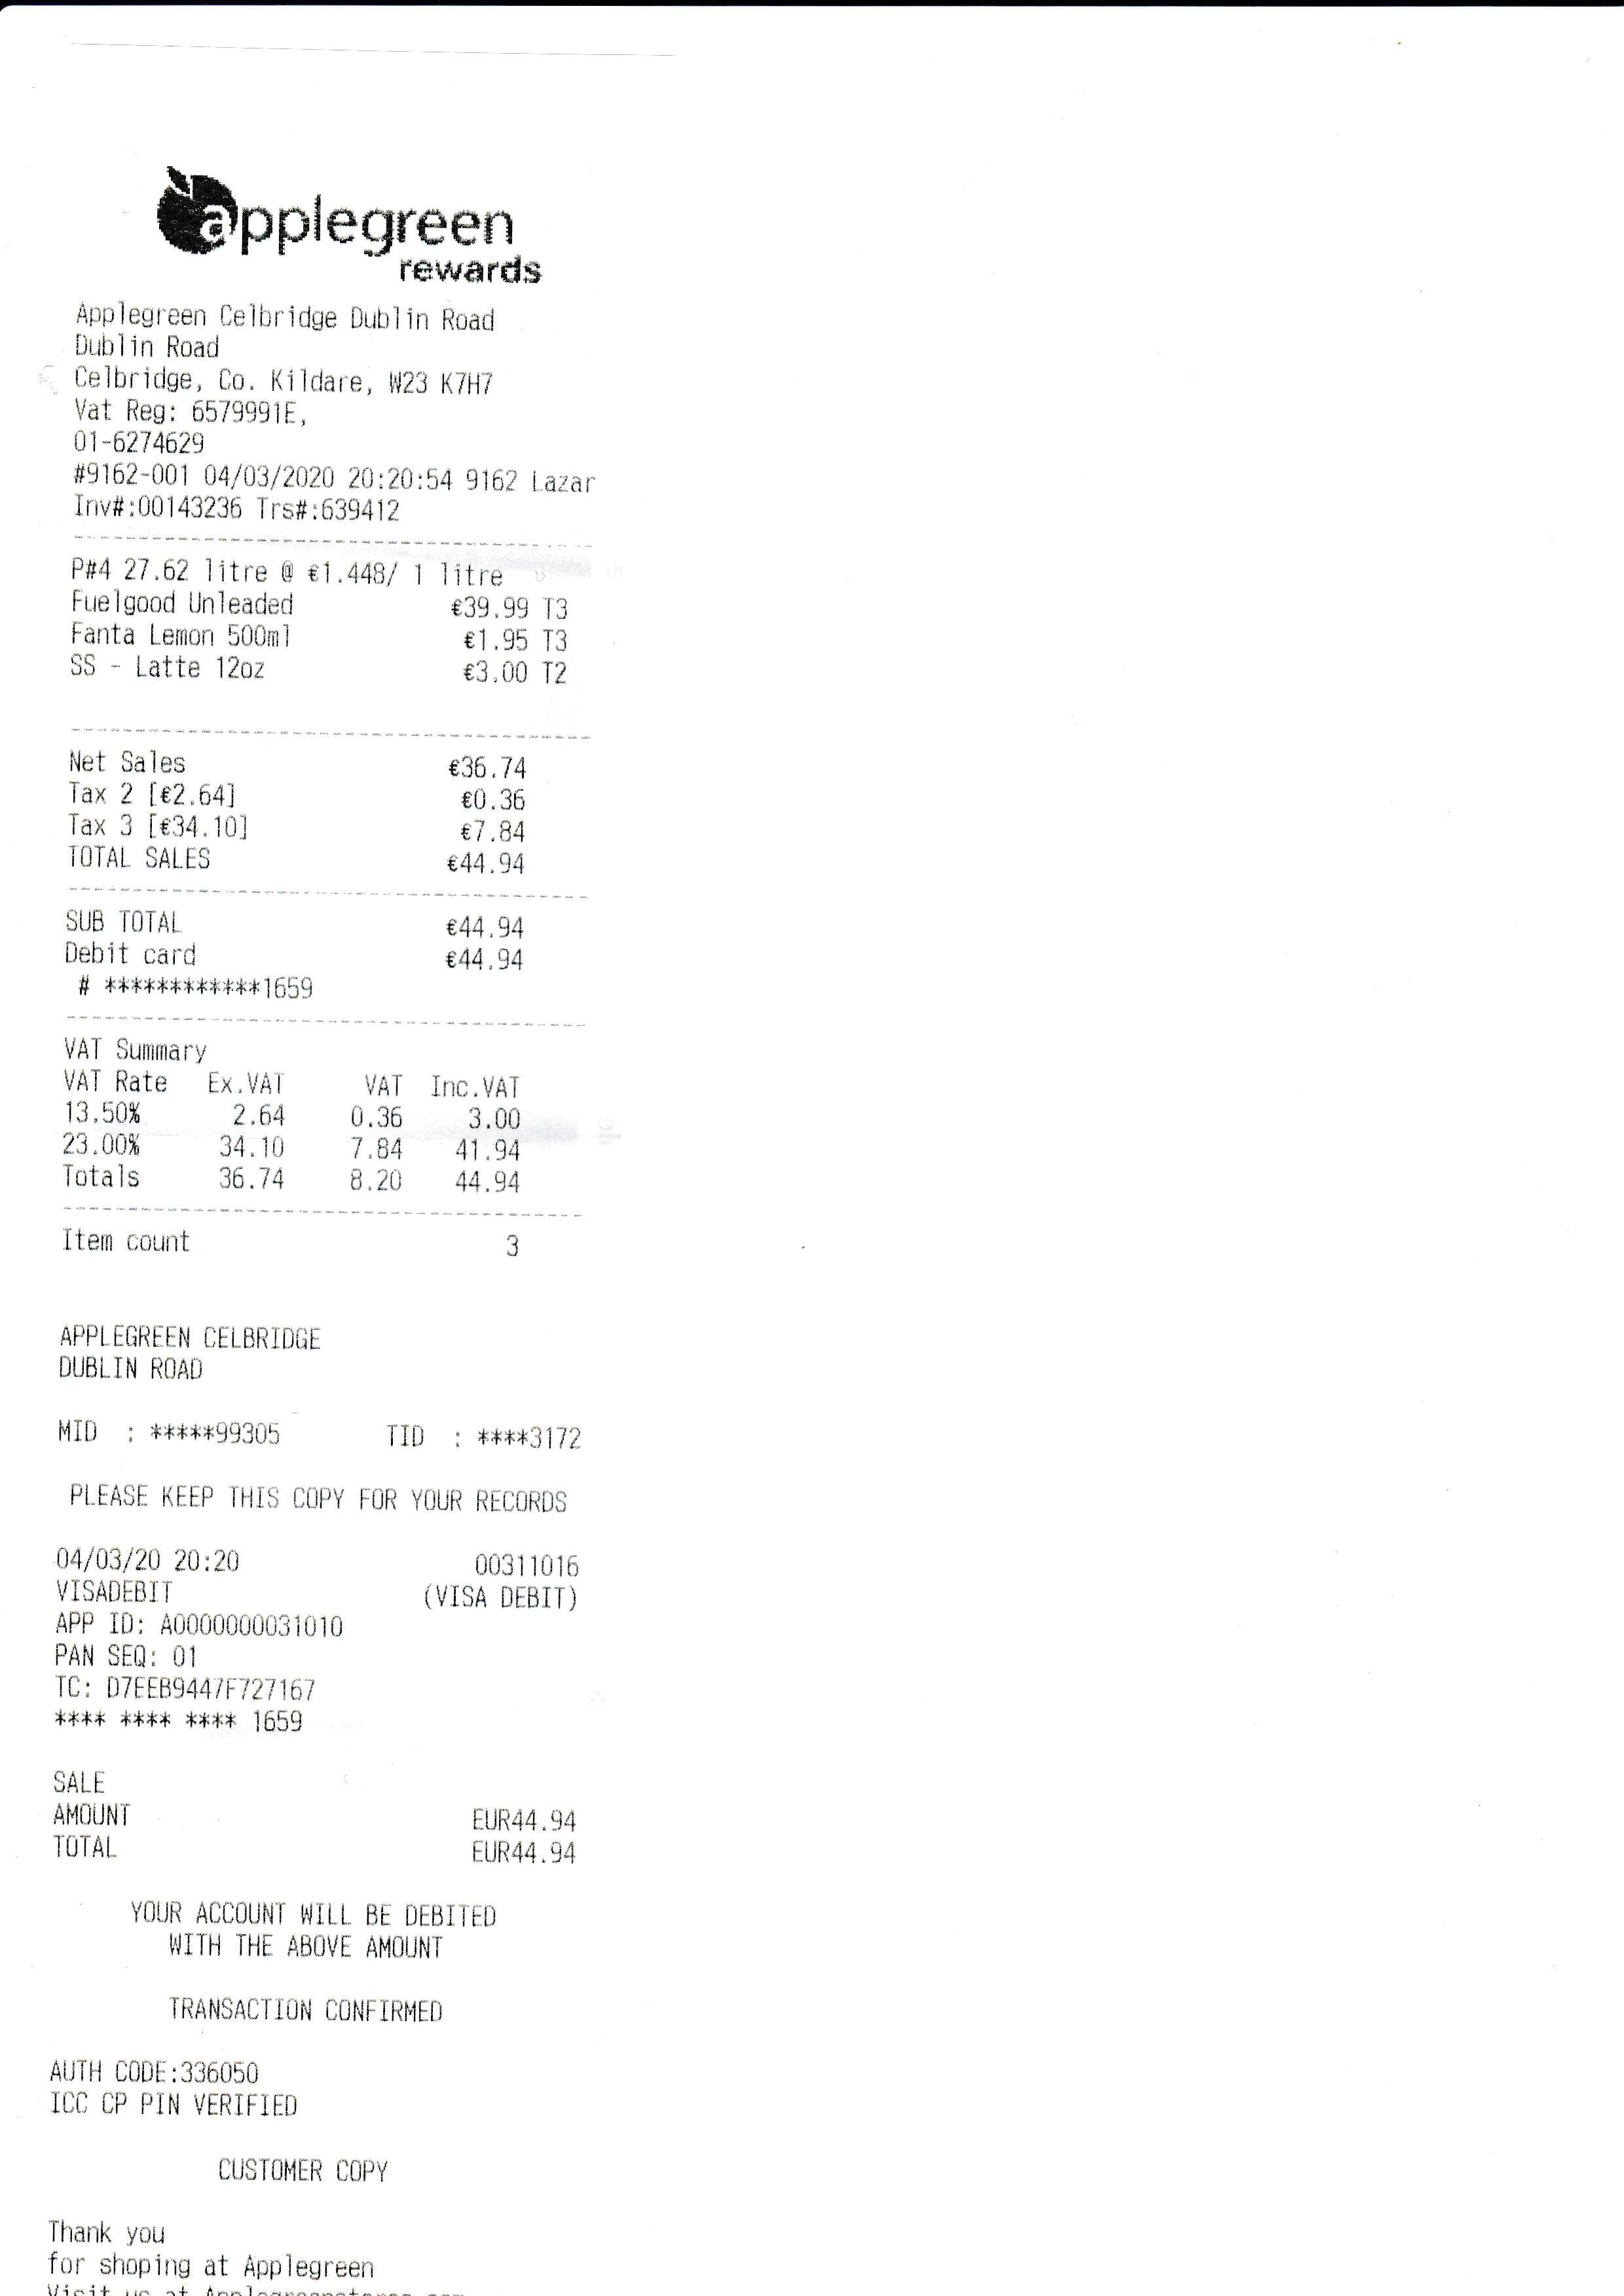 applegreen
rewards
Applegreen Celbridge Dublin Road
Dublin Road
Celbridge, Co. Kildare, W23 K7H7
Vat Reg: 6579991E,
01-6274629
#9162-001 04/03/2020 20:20:54 9162 Lazar
Inv#:00143236 Trs#:639412
P#4 27.62 litre @ €1.448/ 1 litre
Fuelgood Unleaded €39.99 T3
Fanta Lemon 500ml €1.95 T3
SS - Latte 12oz €3.00 T2
Net Sales €36.74
Tax 2 [€2.64] €0.36
Tax 3 [€34.10] €7.84
TOTAL SALES €44.94
SUB TOTAL €44.94
Debit card €44.94
# ************1659
VAT Summary
VAT Rate Ex.VAT VAT Inc.VAT
13.50% 2.64 0.36 3.00
23.00% 34.10 7.84 41.94
Totals 36.74 8.20 44.94
Item count 3
APPLEGREEN CELBRIDGE
DUBLIN ROAD
MID : *****99305 TID : ****3172
PLEASE KEEP THIS COPY FOR YOUR RECORDS
04/03/20 20:20 00311016
VISADEBIT (VISA DEBIT)
APP ID: A0000000031010
PAN SEQ: 01
TC: D7EEB9447F727167
**** **** **** 1659
SALE
AMOUNT EUR44.94
TOTAL EUR44.94
YOUR ACCOUNT WILL BE DEBITED
WITH THE ABOVE AMOUNT
TRANSACTION CONFIRMED
AUTH CODE:336050
ICC CP PIN VERIFIED
CUSTOMER COPY
Thank you
for shoping at Applegreen
Visit us at